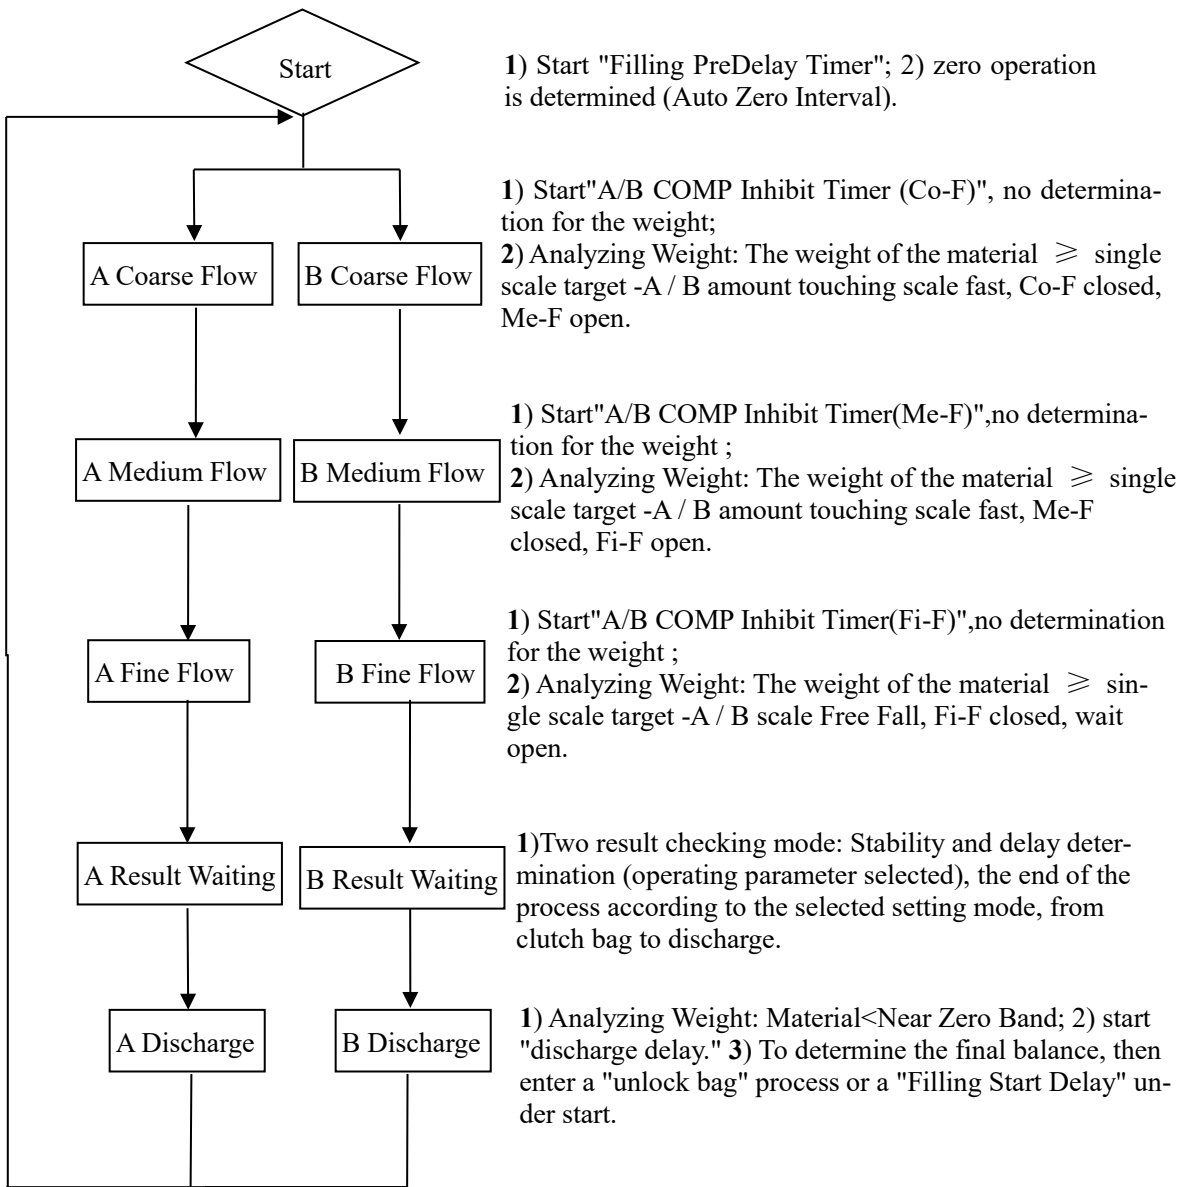 Start
1) Start "Filling PreDelay Timer"; 2) zero operation
is determined (Auto Zero Interval).
1) Start"A/B COMP Inhibit Timer (Co-F)", no determina-
tion for the weight;
2) Analyzing Weight: The weight of the material ≥ single
scale target -A / B amount touching scale fast, Co-F closed,
Me-F open.
A Coarse Flow
B Coarse Flow
1) Start"A/B COMP Inhibit Timer(Me-F)",no determina-
tion for the weight ;
2) Analyzing Weight: The weight of the material ≥ single
scale target -A / B amount touching scale fast, Me-F
closed, Fi-F open.
A Medium Flow
B Medium Flow
1) Start"A/B COMP Inhibit Timer(Fi-F)",no determination
for the weight ;
2) Analyzing Weight: The weight of the material ≥ sin-
gle scale target -A / B scale Free Fall, Fi-F closed, wait
open.
A Fine Flow
B Fine Flow
1)Two result checking mode: Stability and delay deter-
mination (operating parameter selected), the end of the
process according to the selected setting mode, from
clutch bag to discharge.
A Result Waiting
B Result Waiting
1) Analyzing Weight: Material<Near Zero Band; 2) start
"discharge delay." 3) To determine the final balance, then
enter a "unlock bag" process or a "Filling Start Delay" un-
der start.
A Discharge
B Discharge